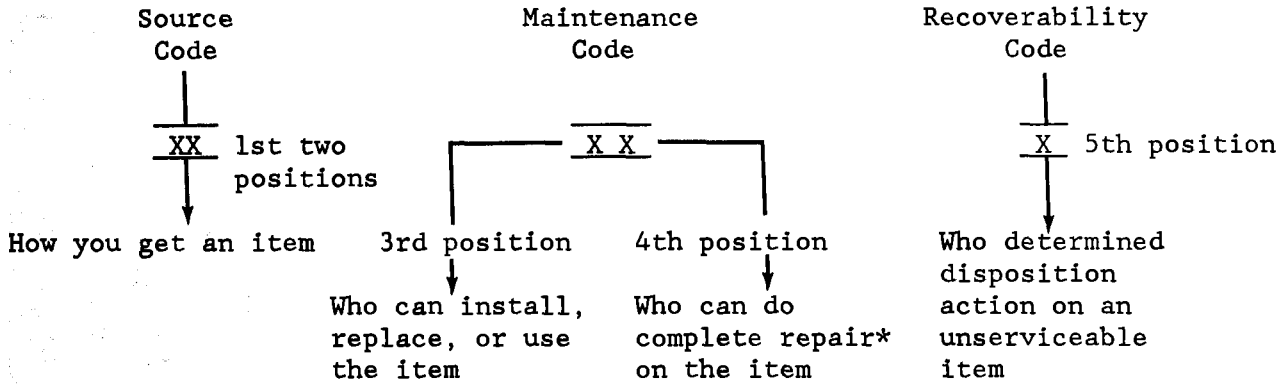 Source Code
Maintenance Code
Recoverability Code
XX 1st two positions
X X
X 5th position
How you get an item
3rd position
4th position
Who determined disposition action on an unserviceable item
Who can install, replace, or use the item
Who can do complete repair* on the item